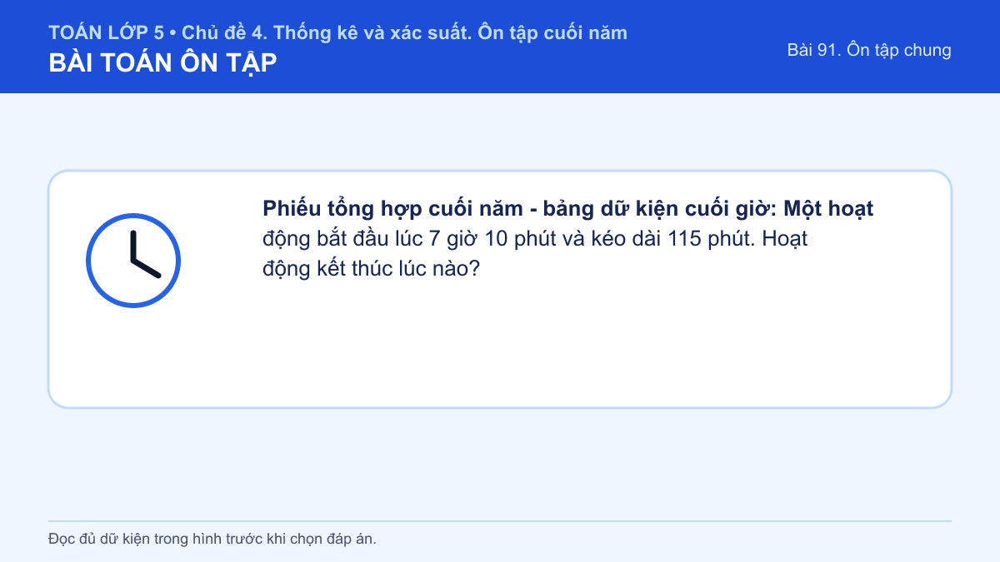 TOÁN LỚP 5 • Chủ đề 4. Thống kê và xác suất. Ôn tập cuối năm
BÀI TOÁN ÔN TẬP
Bài 91. Ôn tập chung
Phiếu tổng hợp cuối năm - bảng dữ kiện cuối giờ: Một hoạt
động bắt đầu lúc 7 giờ 10 phút và kéo dài 115 phút. Hoạt
động kết thúc lúc nào?
Đọc đủ dữ kiện trong hình trước khi chọn đáp án.